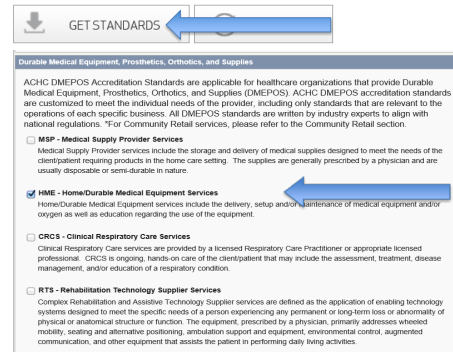 GET STANDARDS
Durable Medical Equipment, Prosthetics, Orthotics, and Supplies
ACHC DMEPOS Accreditation Standards are applicable for healthcare organizations that provide Durable
Medical Equipment, Prosthetics, Orthotics, and Supplies (DMEPOS). ACHC DMEPOS accreditation standards
are customized to meet the individual needs of the provider, including only standards that are relevant to the
operations of each specific business. All DMEPOS standards are written by industry experts to align with
national regulations. *For Community Retail services, please refer to the Community Retail section.
MSP - Medical Supply Provider Services
Medical Supply Provider Services include the storage and delivery of medical supplies designed to meet the needs of the
client/patient requiring products in the home care setting. The supplies are generally prescribed by a physician and are
usually disposable or semi-durable in nature.
HME - Home/Durable Medical Equipment Services
Home/Durable Medical Equipment services include the delivery, setup and/or maintenance of medical equipment and/or
oxygen as well as education regarding the use of the equipment.
CRCS - Clinical Respiratory Care Services
Clinical Respiratory Care services are provided by a licensed Respiratory Care Practitioner or appropriate licensed
professional. CRCS is ongoing, hands-on care of the client/patient that may include the assessment, treatment, disease
management, and/or education of a respiratory condition.
RTS - Rehabilitation Technology Supplier Services
Complex Rehabilitation and Assistive Technology Supplier services are defined as the application of enabling technology
systems designed to meet the specific needs of a person experiencing any permanent or long-term loss or abnormality of
physical or anatomical structure or function. The equipment, prescribed by a physician, primarily addresses wheeled
mobility, seating and alternative positioning, ambulation support and equipment, environmental control, augmented
communication, and other equipment that assists the patient in performing daily living activities.